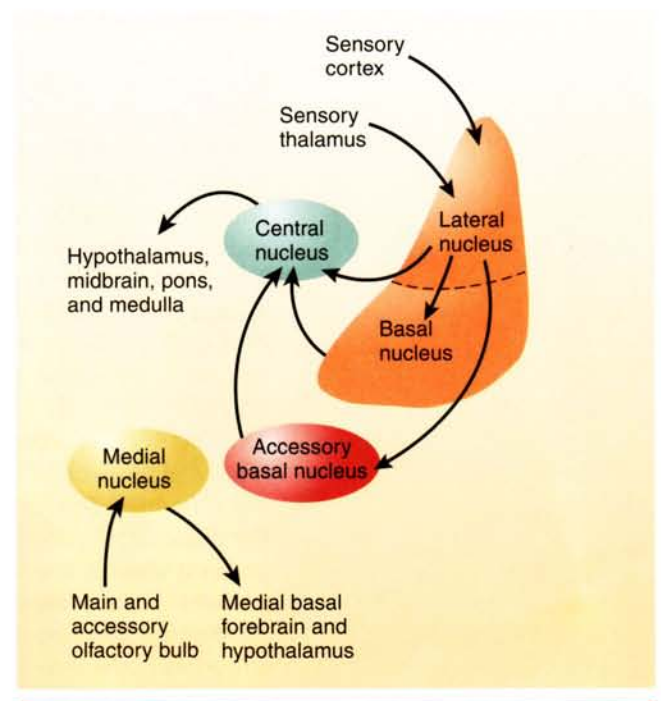 Sensory
cortex
Sensory
thalamus
Lateral
nucleus
Central
nucleus
Hypothalamus,
midbrain, pons,
and medulla
Basal
nucleus
Accessory
basal nucleus
Medial
nucleus
Main and
accessory
olfactory bulb
Medial basal
forebrain and
hypothalamus